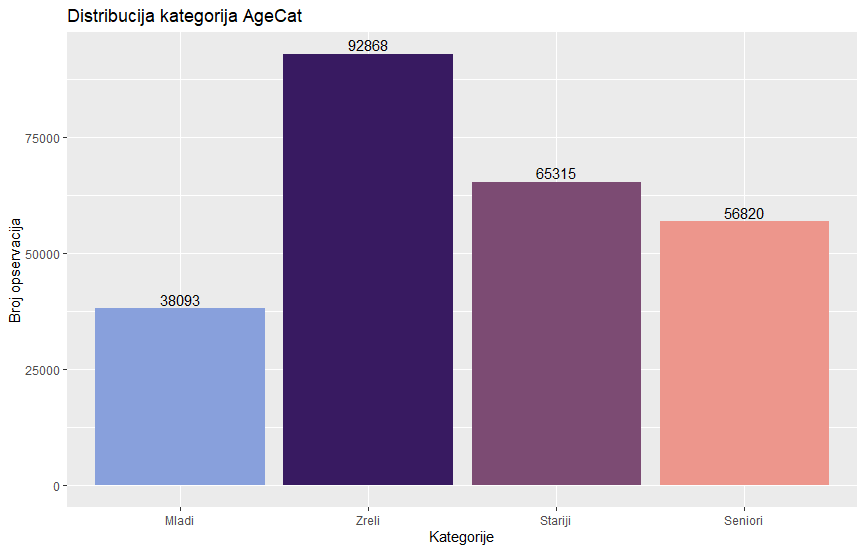 Distribucija kategorija AgeCat
92868
75000
65315
56820
50000
38093
25000
0
Broj opservacija
Mladi Zreli Stariji Seniori
Kategorije